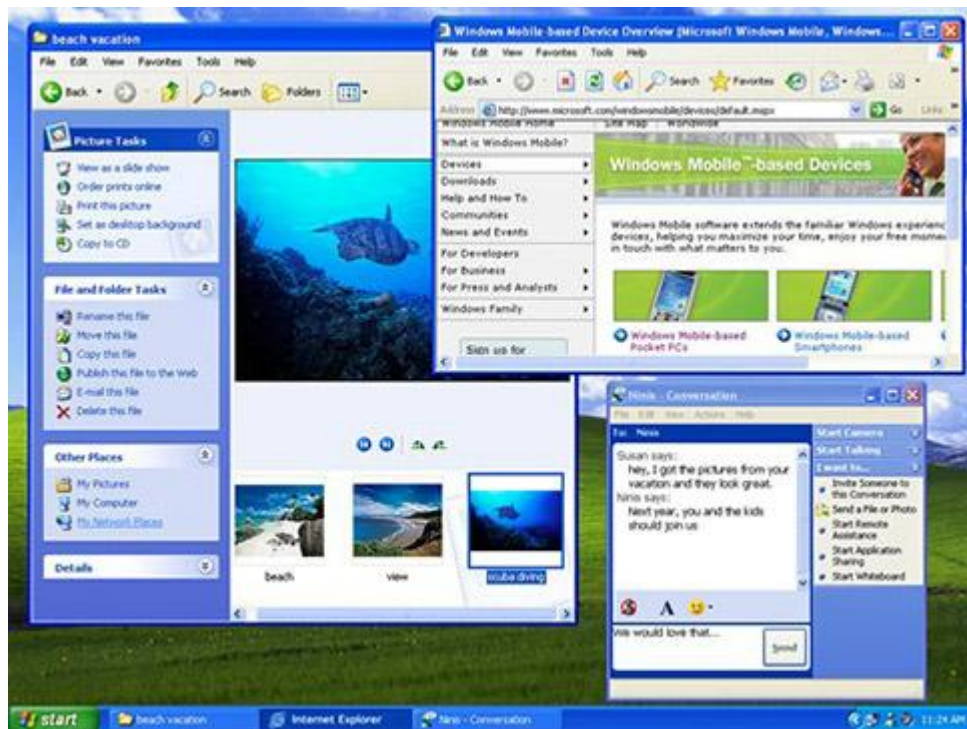 beach vacation
File Edit View Favorites Tools Help
Back Search Folders
Picture Tasks
View as a slide show
Order prints online
Print this picture
Set as desktop background
Copy to CD
File and Folder Tasks
Rename this file
Move this file
Copy this file
Publish this file to the Web
E-mail this file
Delete this file
Other Places
My Pictures
My Computer
My Network Places
Details
beach
view
scuba diving
Windows Mobile-based Device Overview (Microsoft Windows Mobile, Windows...
File Edit View Favorites Tools Help
Back Search Favorites
Address http://www.microsoft.com/windowsmobile/devices/default.mspx Go Links
Windows Mobile Home Site Map Worldwide
What is Windows Mobile?
Devices
Downloads
Help and How To
Communities
News and Events
For Developers
For Business
For Press and Analysts
Windows Family
Sign up for
Windows Mobile™-based Devices
Windows Mobile software extends the familiar Windows experienc
devices, helping you maximize your time, enjoy your free momen
in touch with what matters to you.
Windows Mobile-based
Pocket PCs
Windows Mobile-based
Smartphones
Ninis - Conversation
File Edit View Actions Help
To: Ninis
Susan says:
hey, I got the pictures from your
vacation and they look great.
Ninis says:
Next year, you and the kids
should join us
We would love that...
Send
Start Camera
Start Talking
I want to...
Invite Someone to
this Conversation
Send a File or Photo
Start Remote
Assistance
Start Application
Sharing
Start Whiteboard
start beach vacation Internet Explorer Ninis - Conversation 11:24 AM